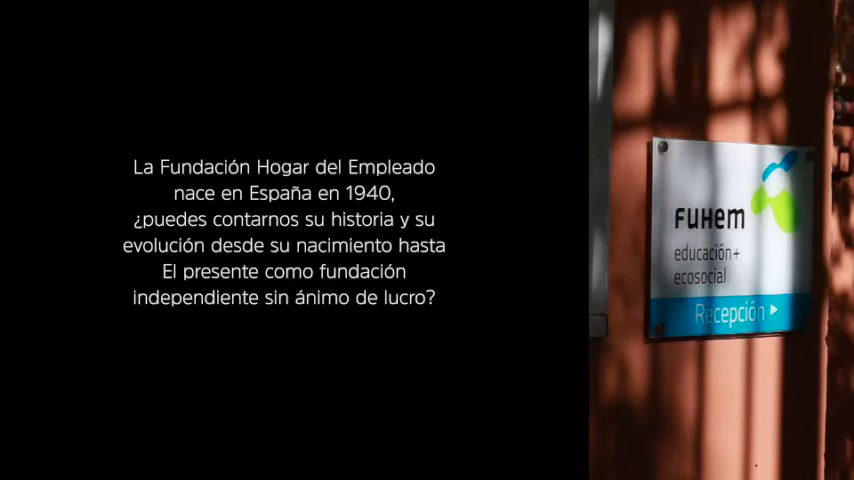 La Fundación Hogar del Empleado
nace en España en 1940,
¿puedes contarnos su historia y su
evolución desde su nacimiento hasta
El presente como fundación
independiente sin ánimo de lucro?
FUHem
educación+
ecosocial
Recepción